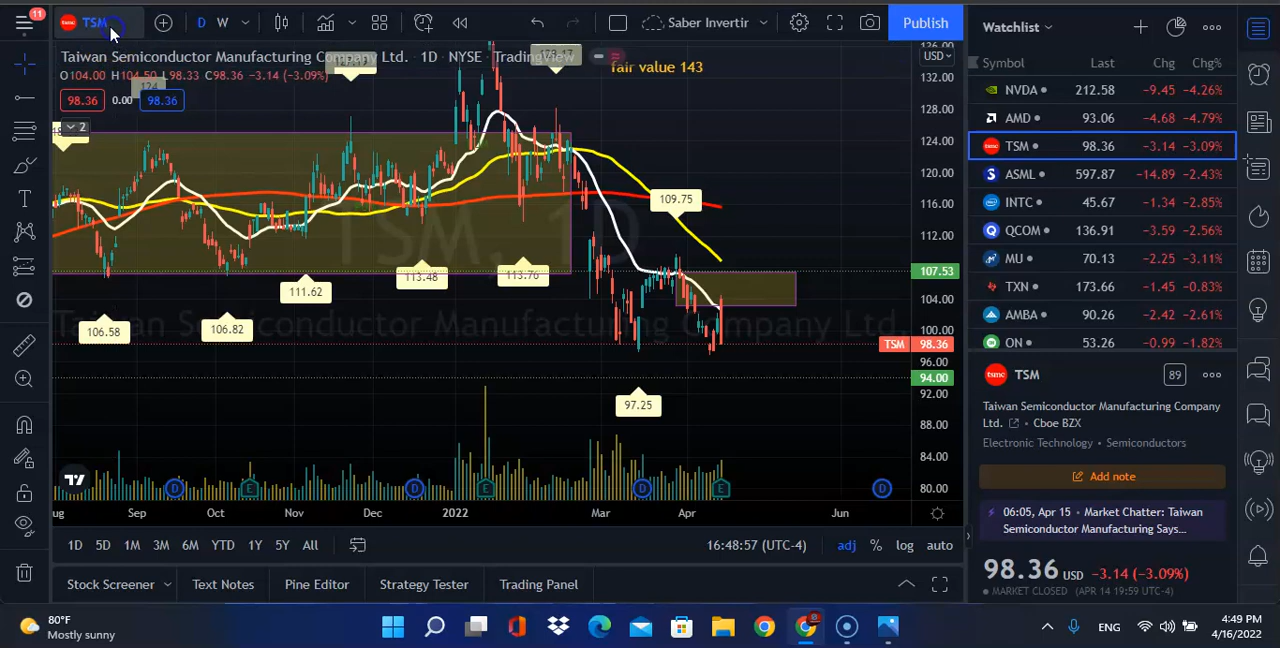 11
TSM
D W
Saber Invertir
Publish
Watchlist
Taiwan Semiconductor Manufacturing Company Ltd. · 1D · NYSE · TradingView
O104.00 H104.50 L98.33 C98.36 −3.14 (−3.09%)
98.36 0.00 98.36
2
fair value 143
USD
132.00
128.00
124.00
120.00
116.00
112.00
107.53
104.00
100.00
TSM 98.36
96.00
94.00
92.00
88.00
84.00
80.00
109.75
113.48
113.76
111.62
106.58
106.82
97.25
TSM, 1D
Taiwan Semiconductor Manufacturing Company Ltd.
D E D E D E D
Sep Oct Nov Dec 2022 Mar Apr Jun
1D 5D 1M 3M 6M YTD 1Y 5Y All
16:48:57 (UTC-4) adj % log auto
Stock Screener Text Notes Pine Editor Strategy Tester Trading Panel
Symbol Last Chg Chg%
NVDA 212.58 −9.45 −4.26%
AMD 93.06 −4.68 −4.79%
TSM 98.36 −3.14 −3.09%
ASML 597.87 −14.89 −2.43%
INTC 45.67 −1.34 −2.85%
QCOM 136.91 −3.59 −2.56%
MU 70.13 −2.25 −3.11%
TXN 173.66 −1.45 −0.83%
AMBA 90.26 −2.42 −2.61%
ON 53.26 −0.99 −1.82%
tsmc TSM 89
Taiwan Semiconductor Manufacturing Company
Ltd. • Cboe BZX
Electronic Technology • Semiconductors
Add note
06:05, Apr 15 • Market Chatter: Taiwan
Semiconductor Manufacturing Says...
98.36 USD −3.14 (−3.09%)
MARKET CLOSED (APR 14 19:59 UTC-4)
80°F
Mostly sunny
ENG
4:49 PM
4/16/2022